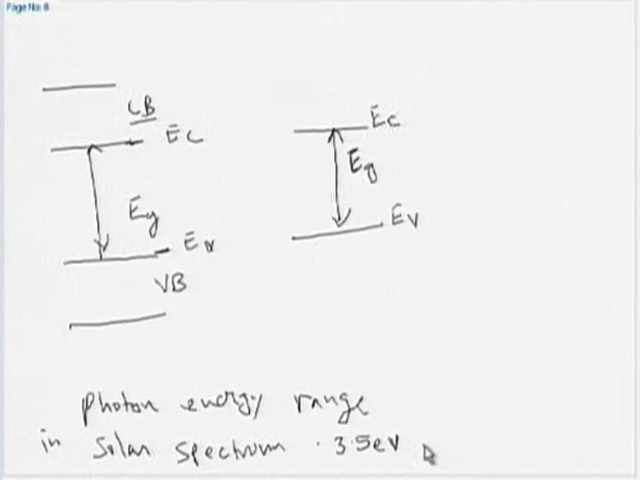 Page No: 8
CB
Ec
Eg
Ev
VB
Ec
Eg
Ev
photon energy range
in solar spectrum . 3.5ev